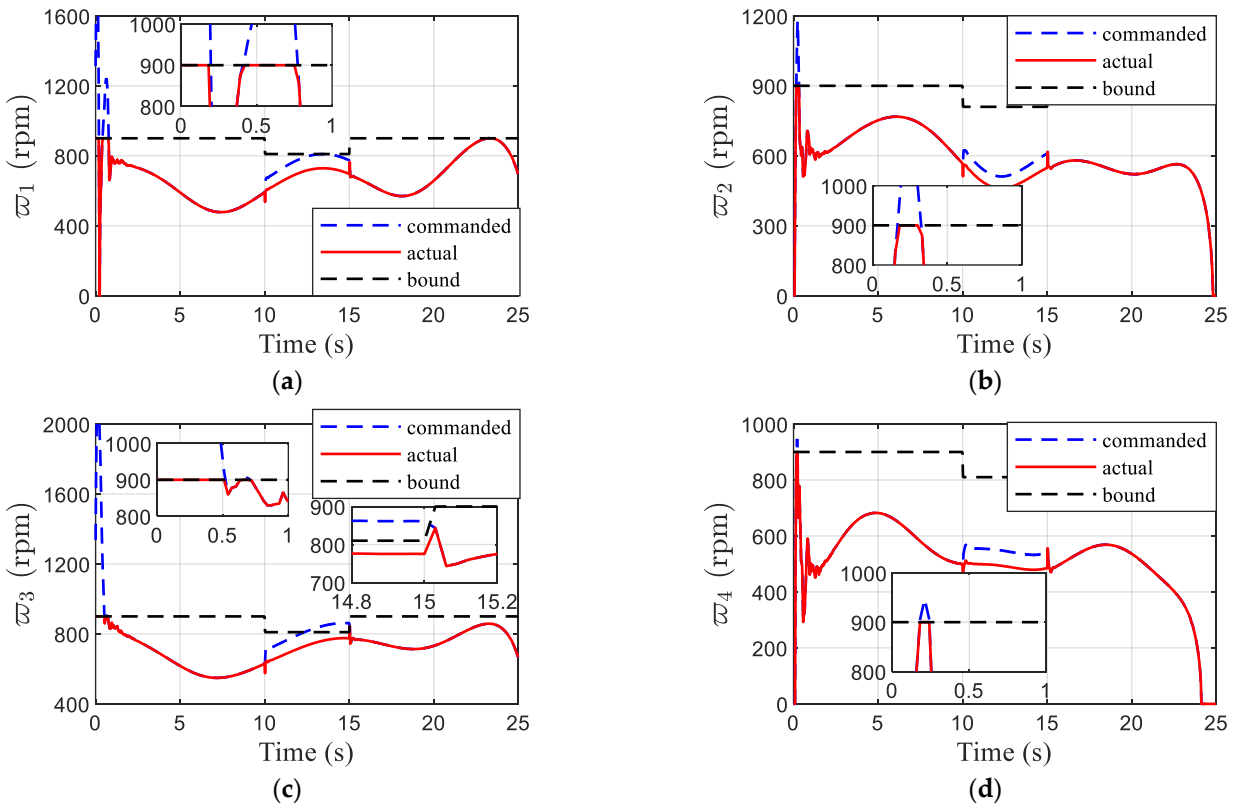 1600
1200
800
400
0
ϖ1 (rpm)
1000
900
800
0 0.5 1
commanded
actual
bound
0 5 10 15 20 25
Time (s)
(a)
1200
900
600
300
0
ϖ2 (rpm)
commanded
actual
bound
1000
900
800
0 0.5 1
0 5 10 15 20 25
Time (s)
(b)
2000
1600
1200
800
400
ϖ3 (rpm)
commanded
actual
bound
1000
900
800
0 0.5 1
900
800
700
14.8 15 15.2
0 5 10 15 20 25
Time (s)
(c)
1000
800
600
400
200
0
ϖ4 (rpm)
commanded
actual
bound
1000
900
800
0 0.5 1
0 5 10 15 20 25
Time (s)
(d)